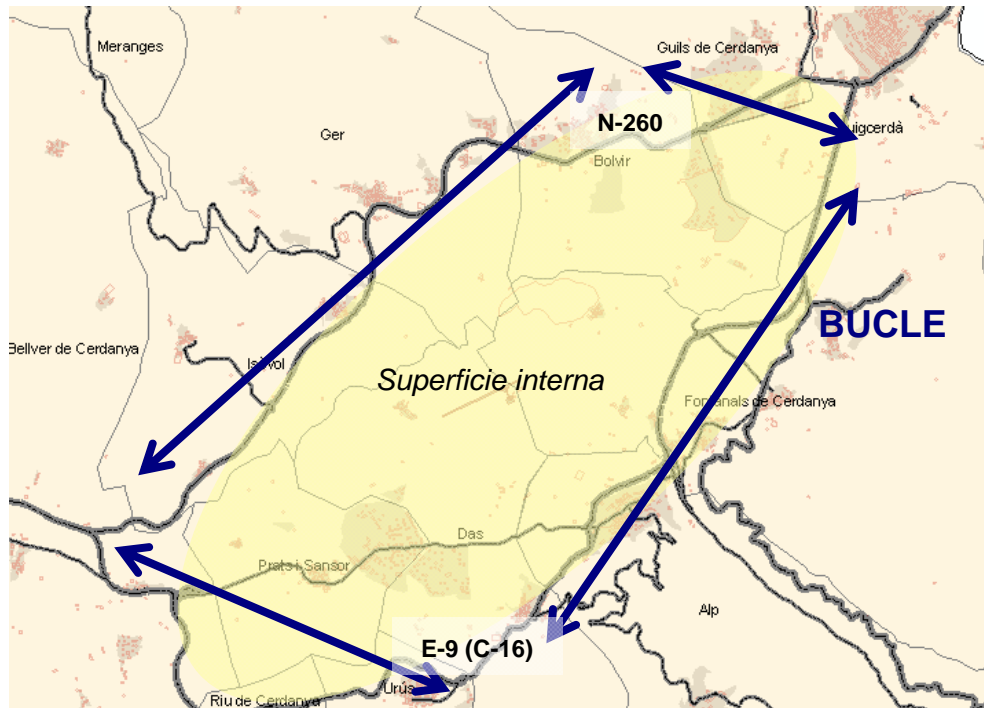 Meranges
Guils de Cerdanya
Ger
N-260
uigcerdà
Bolvir
BUCLE
Bellver de Cerdanya
Isòvol
Superficie interna
Fontanals de Cerdanya
Das
Prats i Sansor
Alp
E-9 (C-16)
Urús
Riu de Cerdanya